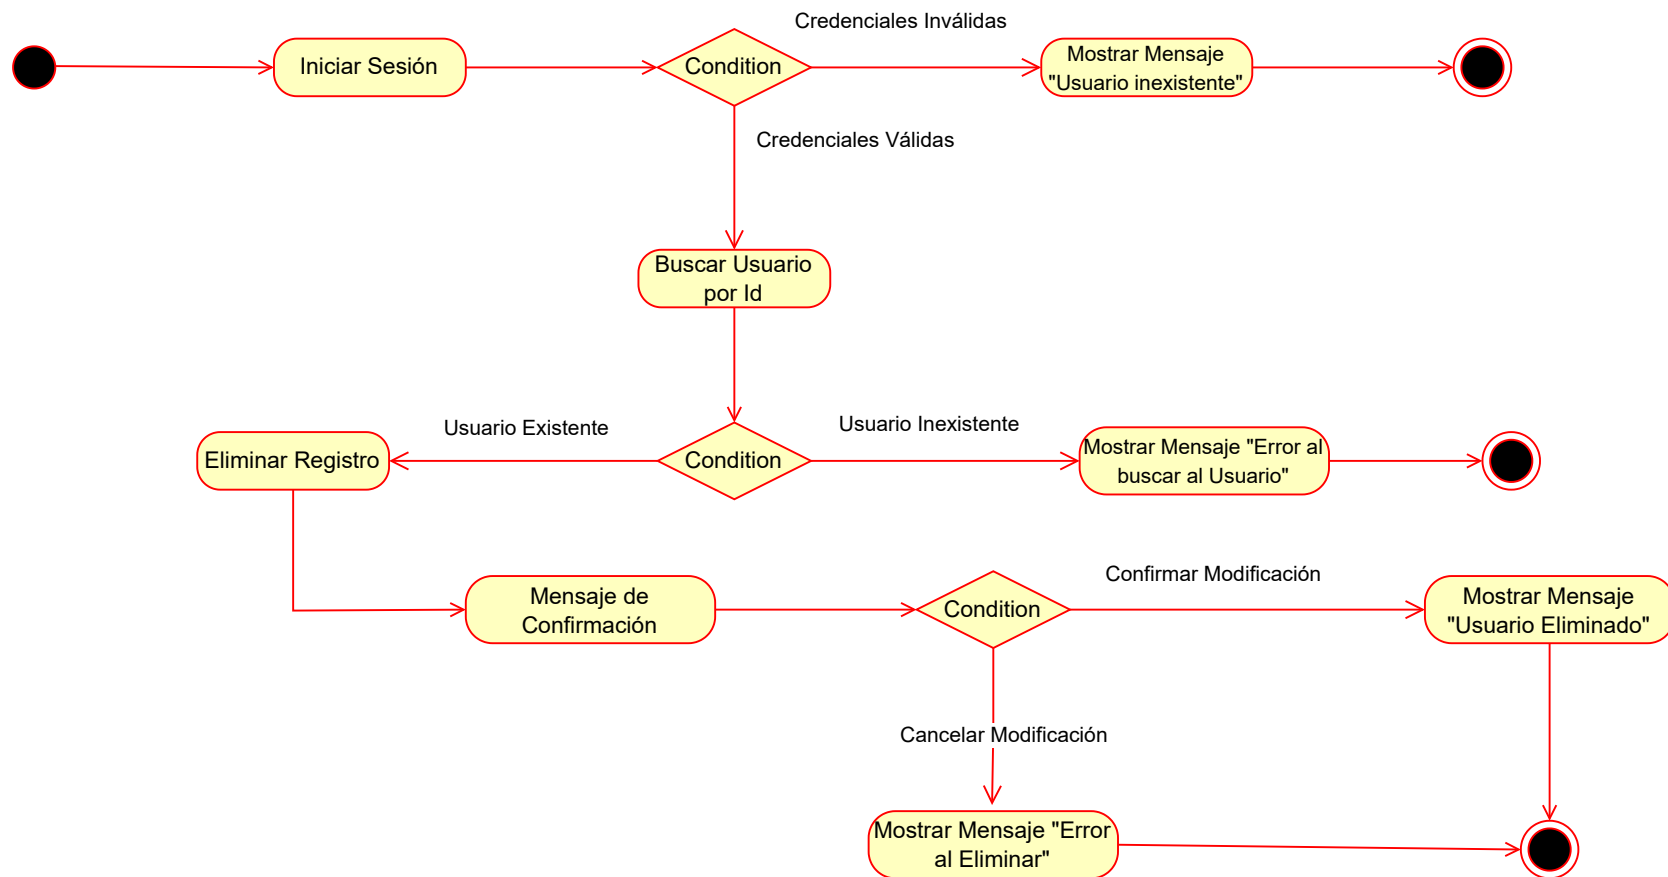 Credenciales Inválidas
Iniciar Sesión
Condition
Mostrar Mensaje
"Usuario inexistente"
Credenciales Válidas
Buscar Usuario
por Id
Usuario Existente
Usuario Inexistente
Eliminar Registro
Condition
Mostrar Mensaje "Error al
buscar al Usuario"
Mensaje de
Confirmación
Condition
Confirmar Modificación
Mostrar Mensaje
"Usuario Eliminado"
Cancelar Modificación
Mostrar Mensaje "Error
al Eliminar"